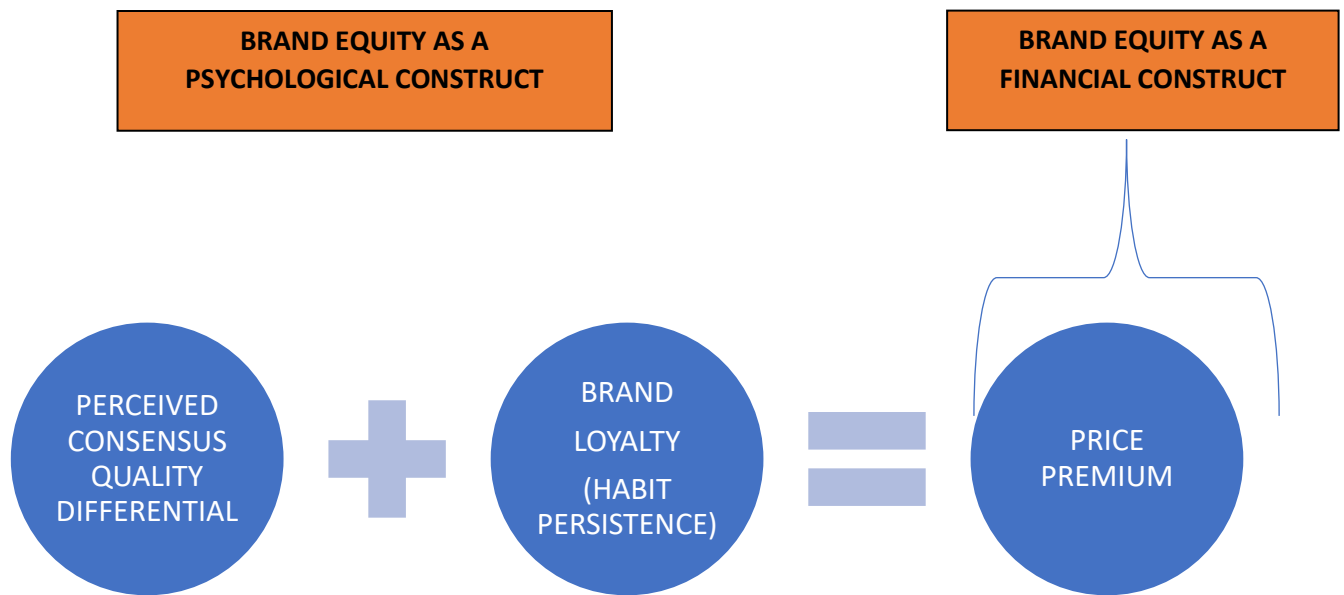 BRAND EQUITY AS A
PSYCHOLOGICAL CONSTRUCT
BRAND EQUITY AS A
FINANCIAL CONSTRUCT
PERCEIVED
CONSENSUS
QUALITY
DIFFERENTIAL
BRAND
LOYALTY
(HABIT
PERSISTENCE)
PRICE
PREMIUM